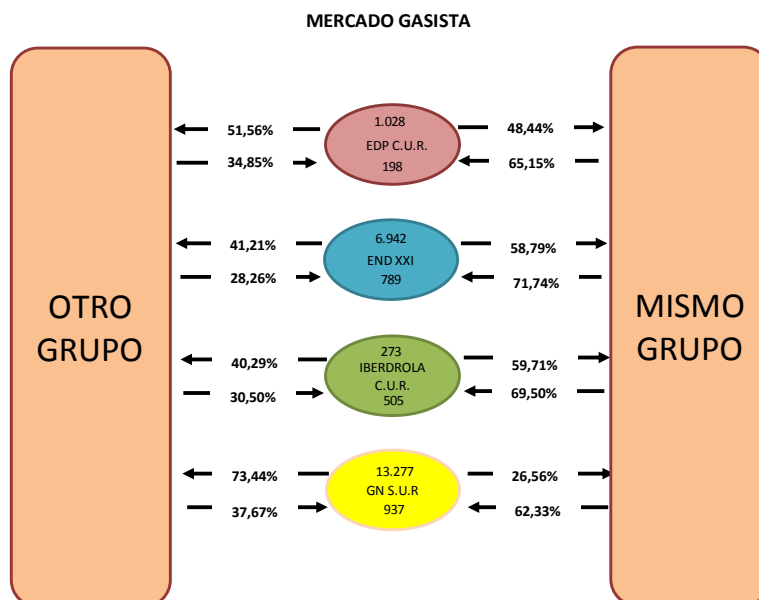 MERCADO GASISTA
OTRO
GRUPO
MISMO
GRUPO
51,56%
1.028
48,44%
EDP C.U.R.
34,85%
198
65,15%
41,21%
6.942
58,79%
END XXI
28,26%
789
71,74%
40,29%
273
59,71%
IBERDROLA
C.U.R.
30,50%
505
69,50%
73,44%
13.277
26,56%
GN S.U.R
37,67%
937
62,33%